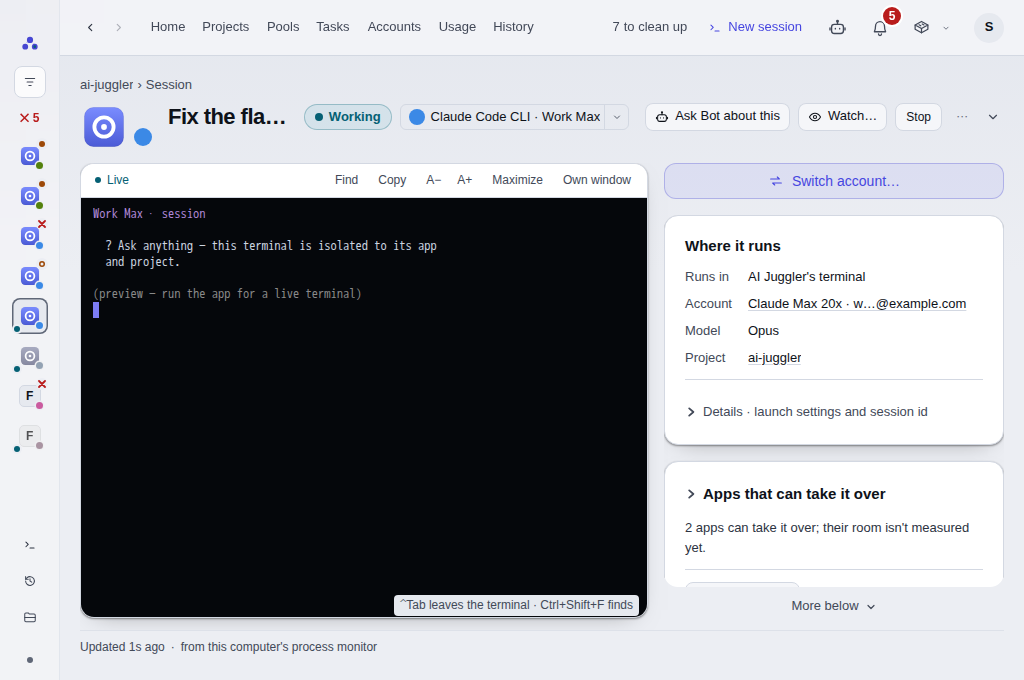 Home Projects Pools Tasks Accounts Usage History 7 to clean up New session 5 S
5
F
F
ai-juggler › Session
Fix the fla… Working Claude Code CLI · Work Max Ask Bot about this Watch… Stop ···
Live Find Copy A− A+ Maximize Own window
Work Max · session
? Ask anything — this terminal is isolated to its app
and project.
(preview — run the app for a live terminal)
^Tab leaves the terminal · Ctrl+Shift+F finds
Switch account…
Where it runs
Runs in AI Juggler's terminal
Account Claude Max 20x · w…@example.com
Model Opus
Project ai-juggler
Details · launch settings and session id
Apps that can take it over
2 apps can take it over; their room isn't measured
yet.
More below
Updated 1s ago · from this computer's process monitor